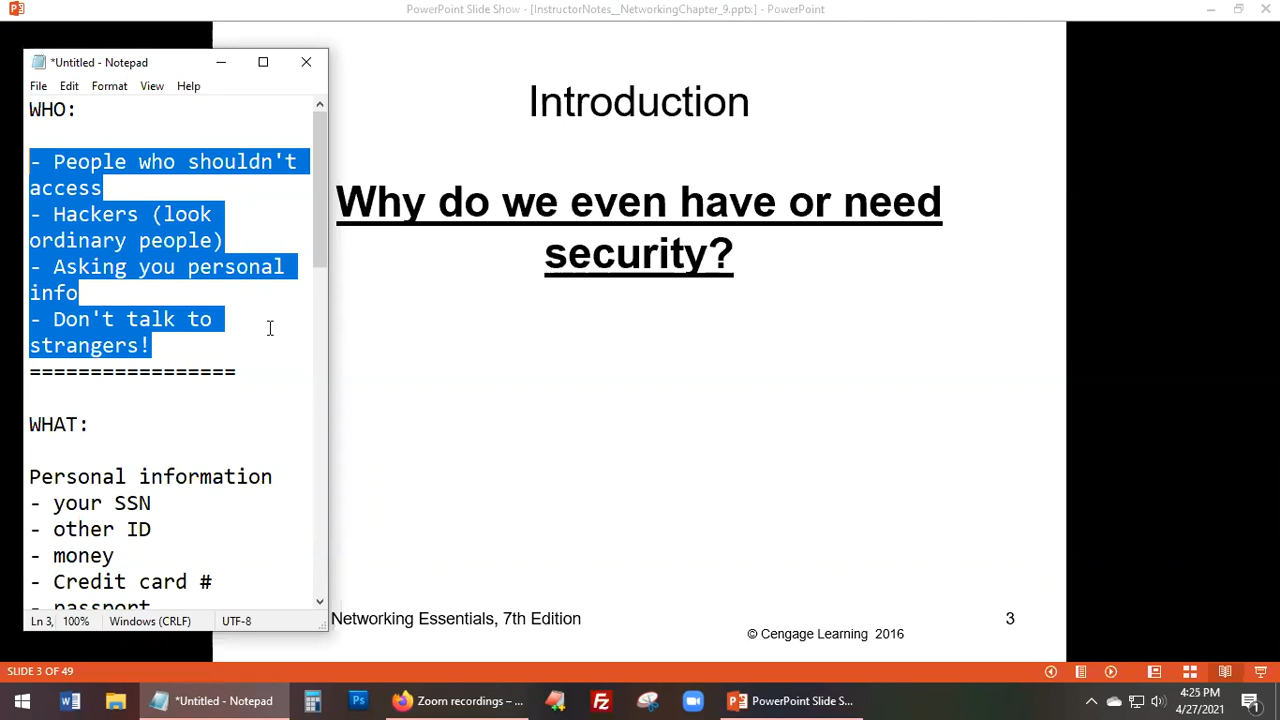 PowerPoint Slide Show - [InstructorNotes__NetworkingChapter_9.pptx] - PowerPoint
*Untitled - Notepad
File Edit Format View Help
WHO:
- People who shouldn't
access
- Hackers (look
ordinary people)
- Asking you personal
info
- Don't talk to
strangers!
=================
WHAT:
Personal information
- your SSN
- other ID
- money
- Credit card #
- passport
Ln 3, 100% Windows (CRLF) UTF-8
Introduction
Why do we even have or need
security?
Networking Essentials, 7th Edition
3
© Cengage Learning 2016
SLIDE 3 OF 49
*Untitled - Notepad
Zoom recordings – ...
PowerPoint Slide S...
4:25 PM
4/27/2021